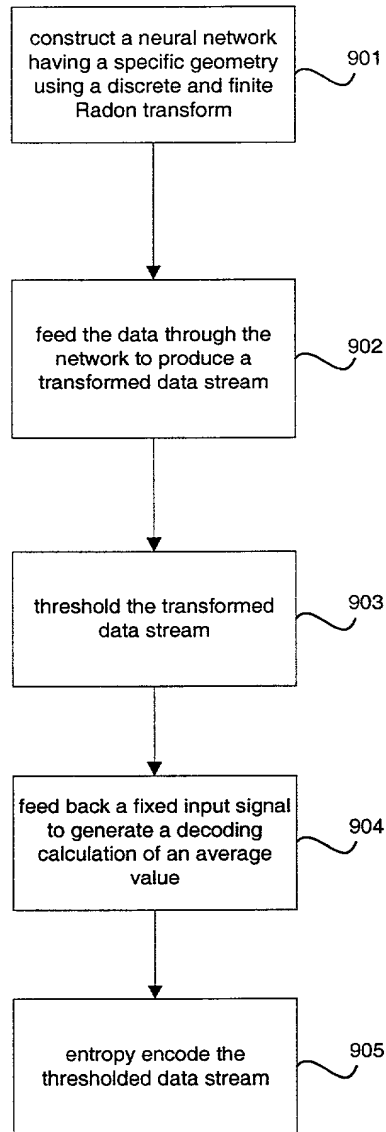 construct a neural network
having a specific geometry
using a discrete and finite
Radon transform
901
feed the data through the
network to produce a
transformed data stream
902
threshold the transformed
data stream
903
feed back a fixed input signal
to generate a decoding
calculation of an average
value
904
entropy encode the
thresholded data stream
905